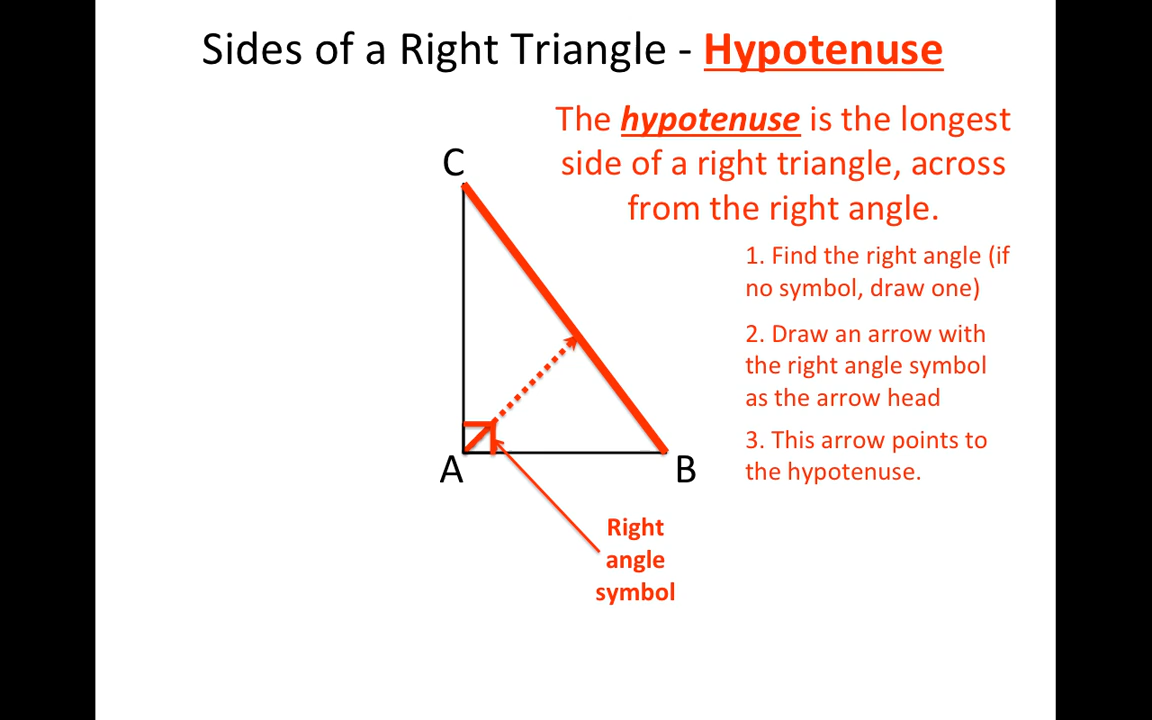 Sides of a Right Triangle - Hypotenuse
The hypotenuse is the longest
side of a right triangle, across
from the right angle.
C
1. Find the right angle (if
no symbol, draw one)
2. Draw an arrow with
the right angle symbol
as the arrow head
3. This arrow points to
the hypotenuse.
A
B
Right
angle
symbol